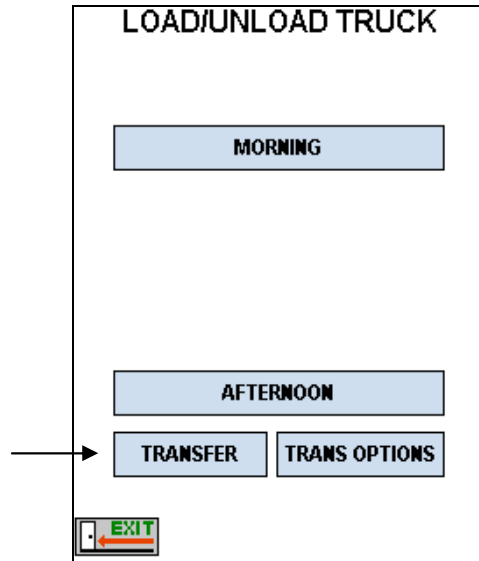 LOAD/UNLOAD TRUCK
MORNING
AFTERNOON
TRANSFER TRANS OPTIONS
EXIT